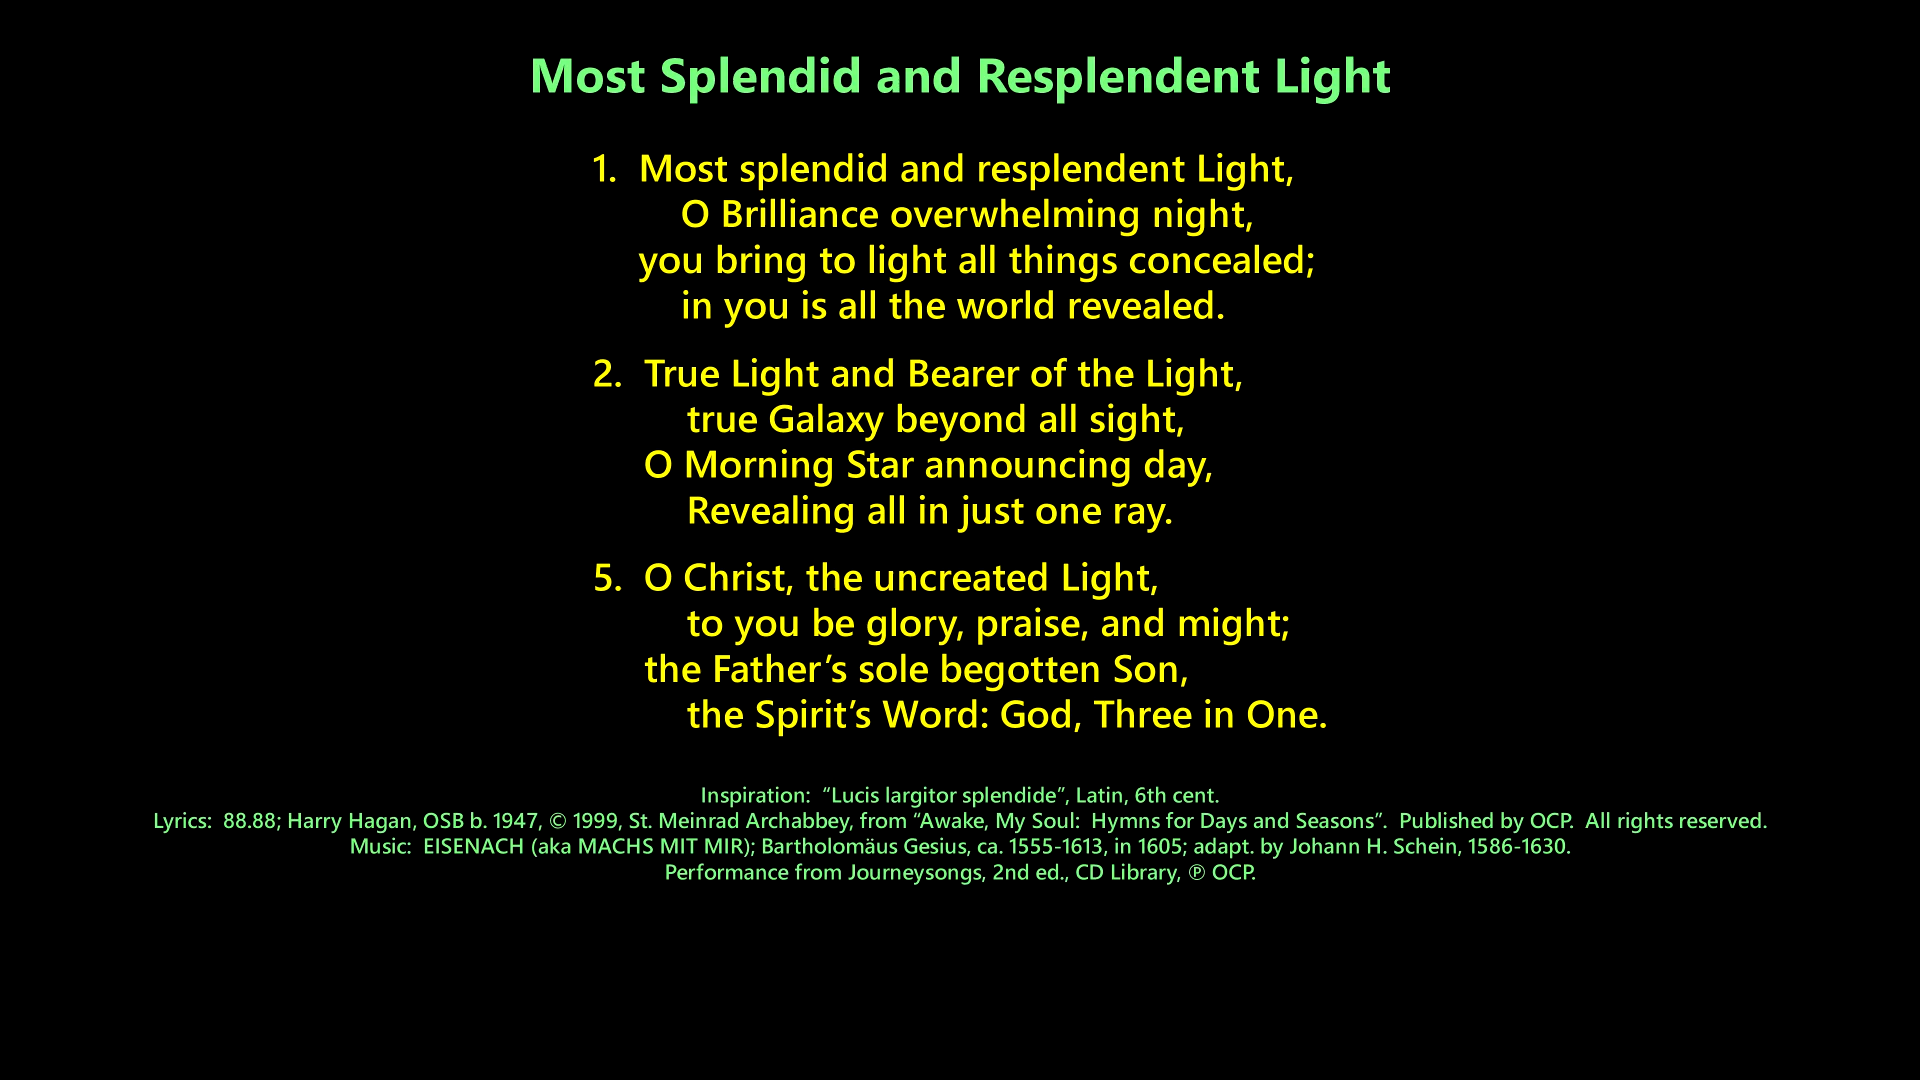 Most Splendid and Resplendent Light
1. Most splendid and resplendent Light,
O Brilliance overwhelming night,
you bring to light all things concealed;
in you is all the world revealed.
2. True Light and Bearer of the Light,
true Galaxy beyond all sight,
O Morning Star announcing day,
Revealing all in just one ray.
5. O Christ, the uncreated Light,
to you be glory, praise, and might;
the Father’s sole begotten Son,
the Spirit’s Word: God, Three in One.
Inspiration: “Lucis largitor splendide”, Latin, 6th cent.
Lyrics: 88.88; Harry Hagan, OSB b. 1947, © 1999, St. Meinrad Archabbey, from “Awake, My Soul: Hymns for Days and Seasons”. Published by OCP. All rights reserved.
Music: EISENACH (aka MACHS MIT MIR); Bartholomäus Gesius, ca. 1555-1613, in 1605; adapt. by Johann H. Schein, 1586-1630.
Performance from Journeysongs, 2nd ed., CD Library, ℗ OCP.